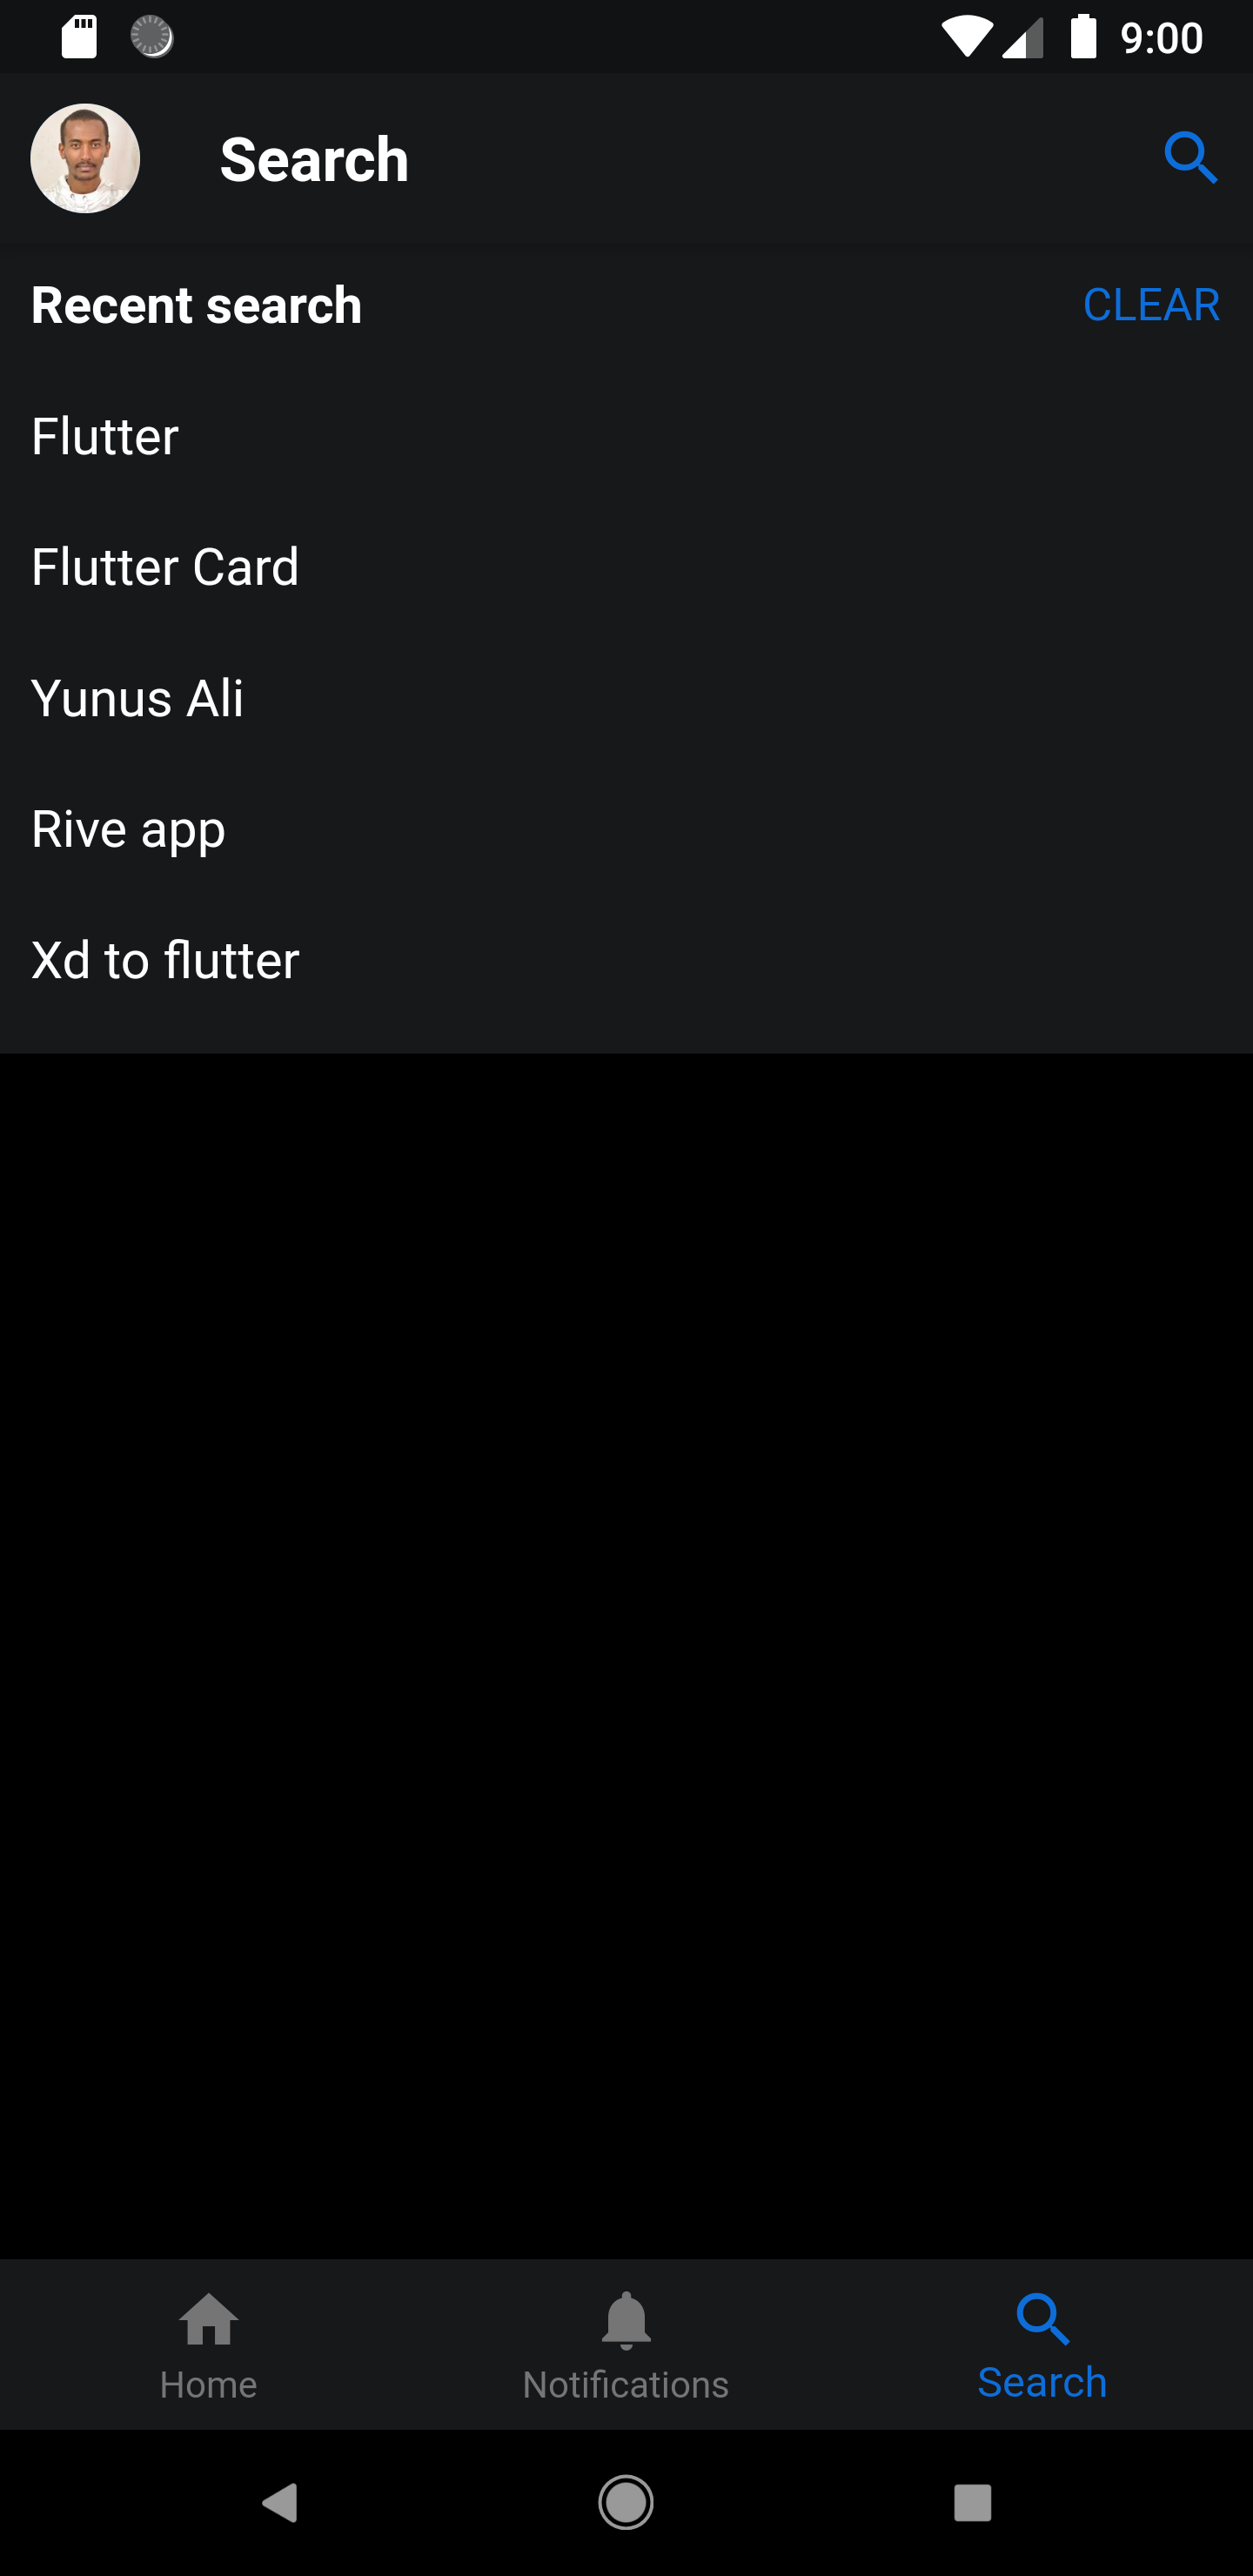 9:00
Search
Recent search CLEAR
Flutter
Flutter Card
Yunus Ali
Rive app
Xd to flutter
Home Notifications Search